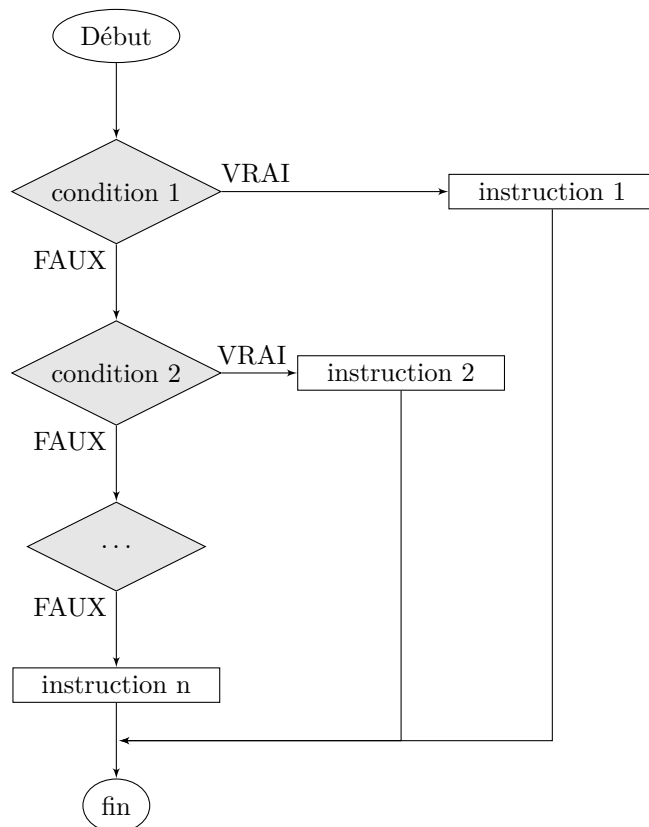 Début
condition 1
VRAI
instruction 1
FAUX
condition 2
VRAI
instruction 2
FAUX
...
FAUX
instruction n
fin